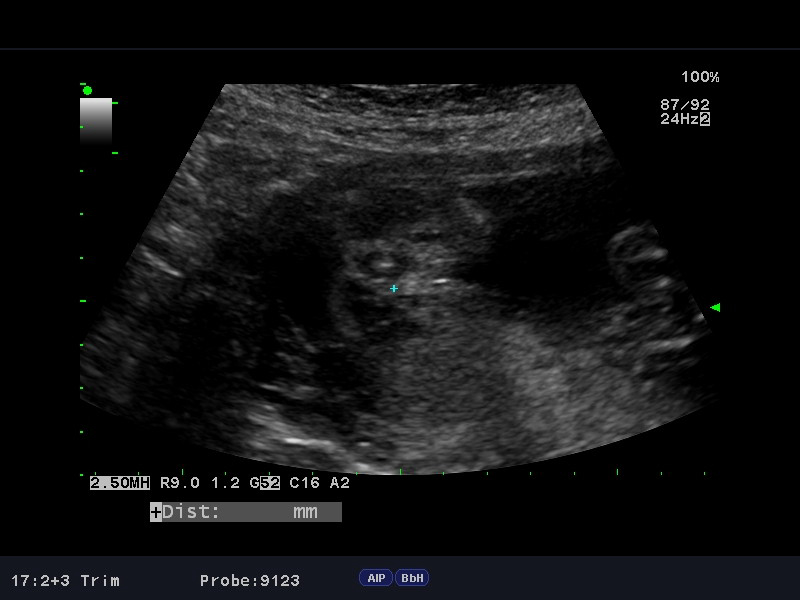 100%
87/92
24Hz2
2.50MH R9.0 1.2 G52 C16 A2
+Dist: mm
17:2+3 Trim Probe:9123 AIP BbH